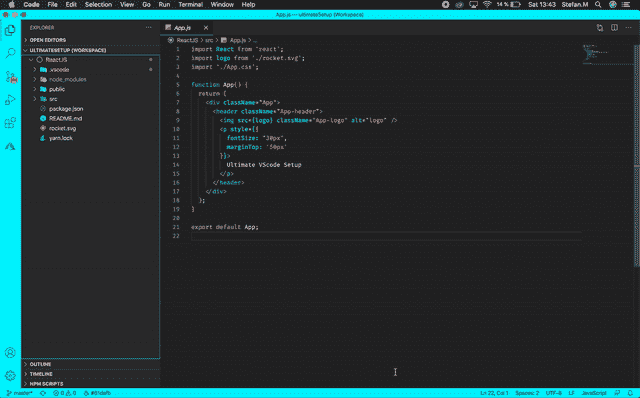 Code File Edit Selection View Go Run Terminal Window Help 14 % Sat 13:43 Stefan.M
App.js — ultimateSetup (Workspace)
EXPLORER
App.js
OPEN EDITORS
ULTIMATESETUP (WORKSPACE)
ReactJS
.vscode
node_modules
public
src
package.json
README.md
rocket.svg
yarn.lock
OUTLINE
TIMELINE
NPM SCRIPTS
ReactJS > src > App.js > ...
1 import React from 'react';
2 import logo from './rocket.svg';
3 import './App.css';
4
5 function App() {
6 return (
7 <div className="App">
8 <header className="App-header">
9 <img src={logo} className="App-logo" alt="logo" />
10 <p style={{
11 fontSize: "30px",
12 marginTop: '50px'
13 }}>
14 Ultimate VScode Setup
15 </p>
16 </header>
17 </div>
18 );
19 }
20
21 export default App;
22
master* 0 0 Ln 22, Col 1 Spaces: 2 UTF-8 LF JavaScript